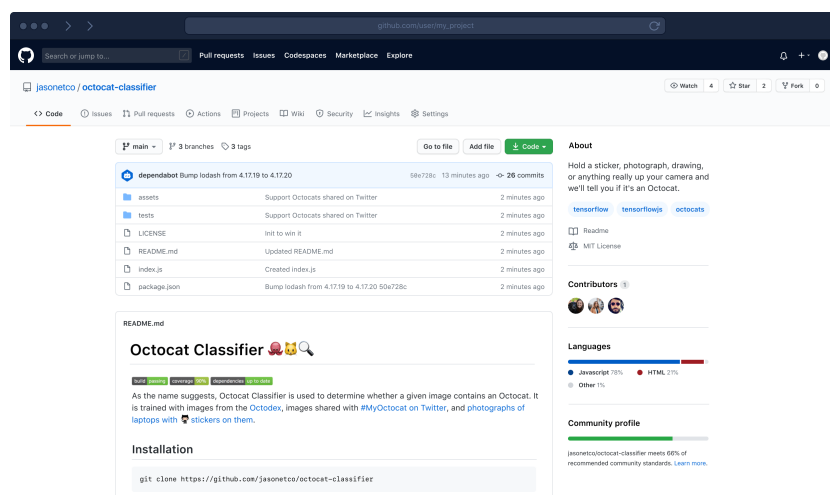 github.com/user/my_project
Search or jump to... /
Pull requests Issues Codespaces Marketplace Explore
jasonetco / octocat-classifier
Watch 4 Star 2 Fork 0
Code Issues Pull requests Actions Projects Wiki Security Insights Settings
main 3 branches 3 tags
Go to file Add file Code
dependabot Bump lodash from 4.17.19 to 4.17.20 50e728c 13 minutes ago 26 commits
assets Support Octocats shared on Twitter 2 minutes ago
tests Support Octocats shared on Twitter 2 minutes ago
LICENSE Init to win it 2 minutes ago
README.md Updated README.md 2 minutes ago
index.js Created index.js 2 minutes ago
package.json Bump lodash from 4.17.19 to 4.17.20 50e728c 2 minutes ago
README.md
Octocat Classifier 🐙🐱🔍
build passing coverage 90% dependencies up to date
As the name suggests, Octocat Classifier is used to determine whether a given image contains an Octocat. It
is trained with images from the Octodex, images shared with #MyOctocat on Twitter, and photographs of
laptops with stickers on them.
Installation
git clone https://github.com/jasonetco/octocat-classifier
About
Hold a sticker, photograph, drawing,
or anything really up your camera and
we'll tell you if it's an Octocat.
tensorflow tensorflowjs octocats
Readme
MIT License
Contributors 1
Languages
Javascript 78% HTML 21%
Other 1%
Community profile
jasonetco/octocat-classifier meets 66% of
recommended community standards. Learn more.